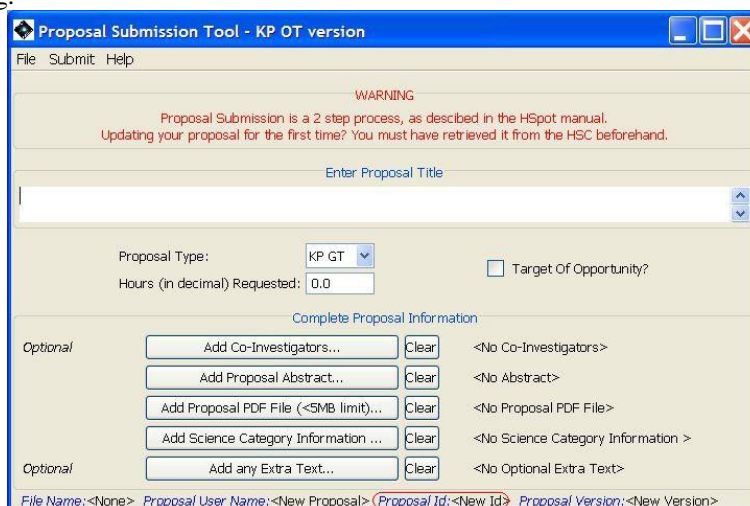 Proposal Submission Tool - KP OT version
File Submit Help
WARNING
Proposal Submission is a 2 step process, as descibed in the HSpot manual.
Updating your proposal for the first time? You must have retrieved it from the HSC beforehand.
Enter Proposal Title
Proposal Type: KP GT
Target Of Opportunity?
Hours (in decimal) Requested: 0.0
Complete Proposal Information
Optional Add Co-Investigators... Clear <No Co-Investigators>
Add Proposal Abstract... Clear <No Abstract>
Add Proposal PDF File (<5MB limit)... Clear <No Proposal PDF File>
Add Science Category Information ... Clear <No Science Category Information >
Optional Add any Extra Text... Clear <No Optional Extra Text>
File Name:<None> Proposal User Name:<New Proposal> Proposal Id:<New Id> Proposal Version:<New Version>